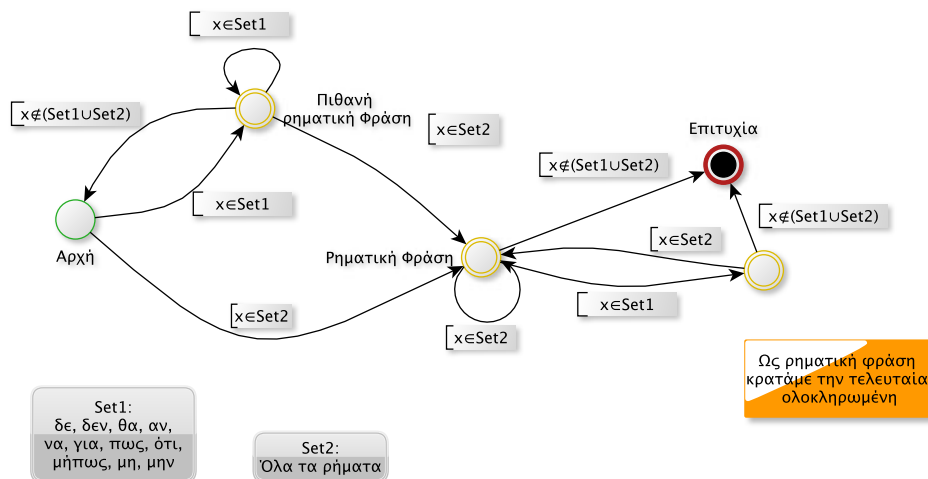 x∈Set1
Πιθανή
ρηματική Φράση
x∉(Set1∪Set2)
x∈Set2
Επιτυχία
x∉(Set1∪Set2)
x∈Set1
x∉(Set1∪Set2)
Αρχή
x∈Set2
Ρηματική Φράση
x∈Set1
x∈Set2
x∈Set2
Ως ρηματική φράση
κρατάμε την τελευταία
ολοκληρωμένη
Set1:
δε, δεν, θα, αν,
να, για, πως, ότι,
μήπως, μη, μην
Set2:
Όλα τα ρήματα